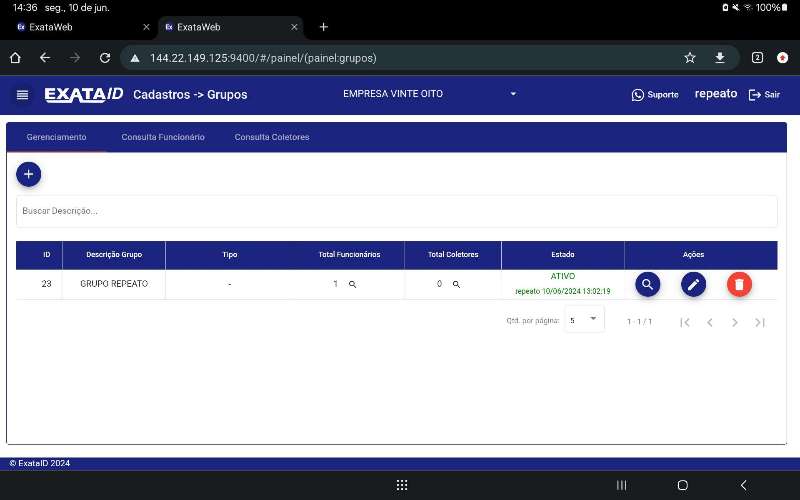 14:36 seg., 10 de jun.
100%
ExataWeb
ExataWeb
144.22.149.125:9400/#/painel/(painel:grupos)
2
EXATAID
Cadastros -> Grupos
EMPRESA VINTE OITO
Suporte
repeato
Sair
Gerenciamento
Consulta Funcionário
Consulta Coletores
+
Buscar Descrição...
ID Descrição Grupo Tipo Total Funcionários Total Coletores Estado Ações
23 GRUPO REPEATO - 1 0 ATIVO
repeato 10/06/2024 13:02:19
Qtd. por página: 5 1 - 1 / 1
© ExataID 2024